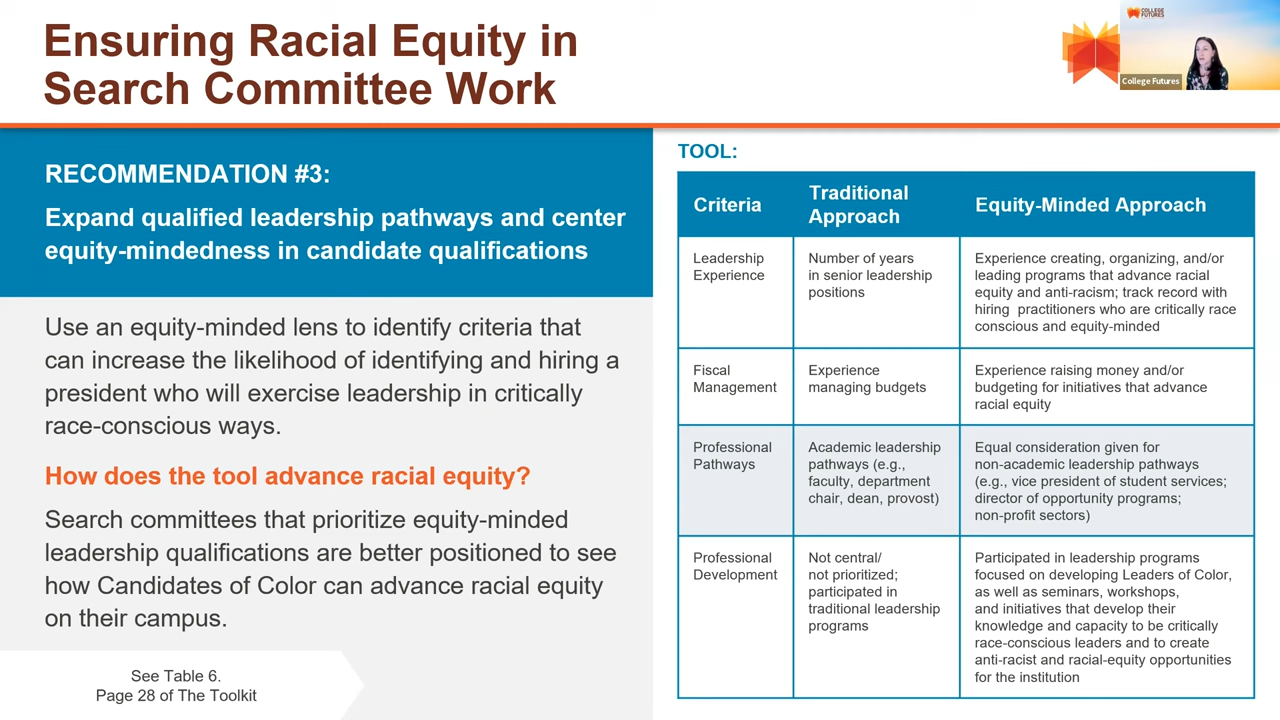 Ensuring Racial Equity in
Search Committee Work
COLLEGE
FUTURES
College Futures
RECOMMENDATION #3:
Expand qualified leadership pathways and center
equity-mindedness in candidate qualifications
Use an equity-minded lens to identify criteria that
can increase the likelihood of identifying and hiring a
president who will exercise leadership in critically
race-conscious ways.
How does the tool advance racial equity?
Search committees that prioritize equity-minded
leadership qualifications are better positioned to see
how Candidates of Color can advance racial equity
on their campus.
See Table 6.
Page 28 of The Toolkit
TOOL:
Criteria
Traditional
Approach
Equity-Minded Approach
Leadership
Experience
Number of years
in senior leadership
positions
Experience creating, organizing, and/or
leading programs that advance racial
equity and anti-racism; track record with
hiring practitioners who are critically race
conscious and equity-minded
Fiscal
Management
Experience
managing budgets
Experience raising money and/or
budgeting for initiatives that advance
racial equity
Professional
Pathways
Academic leadership
pathways (e.g.,
faculty, department
chair, dean, provost)
Equal consideration given for
non-academic leadership pathways
(e.g., vice president of student services;
director of opportunity programs;
non-profit sectors)
Professional
Development
Not central/
not prioritized;
participated in
traditional leadership
programs
Participated in leadership programs
focused on developing Leaders of Color,
as well as seminars, workshops,
and initiatives that develop their
knowledge and capacity to be critically
race-conscious leaders and to create
anti-racist and racial-equity opportunities
for the institution